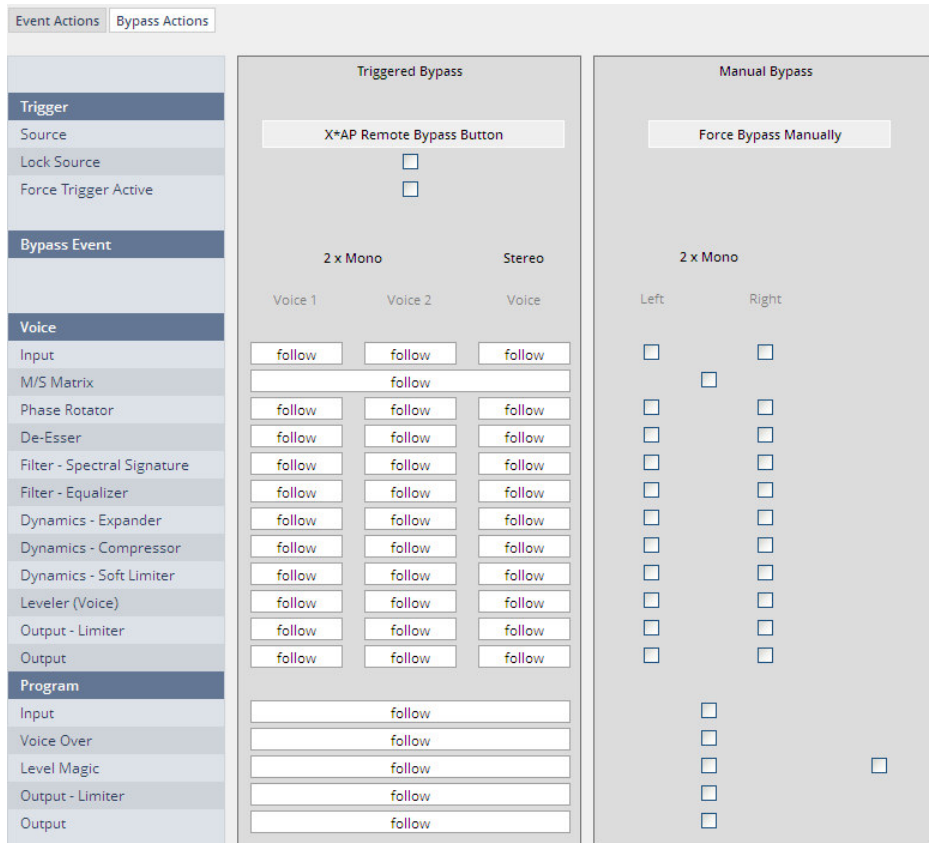 Event Actions Bypass Actions
Triggered Bypass Manual Bypass
Trigger
Source X*AP Remote Bypass Button Force Bypass Manually
Lock Source
Force Trigger Active
Bypass Event
2 x Mono Stereo 2 x Mono
Voice 1 Voice 2 Voice Left Right
Voice
Input follow follow follow
M/S Matrix follow
Phase Rotator follow follow follow
De-Esser follow follow follow
Filter - Spectral Signature follow follow follow
Filter - Equalizer follow follow follow
Dynamics - Expander follow follow follow
Dynamics - Compressor follow follow follow
Dynamics - Soft Limiter follow follow follow
Leveler (Voice) follow follow follow
Output - Limiter follow follow follow
Output follow follow follow
Program
Input follow
Voice Over follow
Level Magic follow
Output - Limiter follow
Output follow